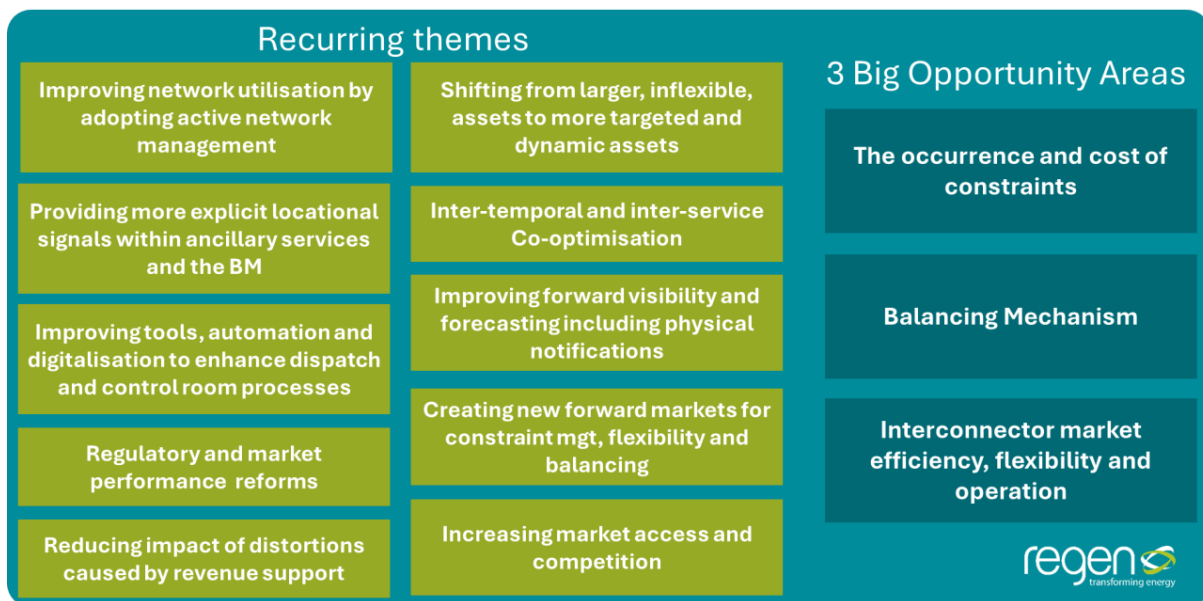 Recurring themes
Improving network utilisation by
adopting active network
management
Providing more explicit locational
signals within ancillary services
and the BM
Improving tools, automation and
digitalisation to enhance dispatch
and control room processes
Regulatory and market
performance reforms
Reducing impact of distortions
caused by revenue support
Shifting from larger, inflexible,
assets to more targeted and
dynamic assets
Inter-temporal and inter-service
Co-optimisation
Improving forward visibility and
forecasting including physical
notifications
Creating new forward markets for
constraint mgt, flexibility and
balancing
Increasing market access and
competition
3 Big Opportunity Areas
The occurrence and cost of
constraints
Balancing Mechanism
Interconnector market
efficiency, flexibility and
operation
regen
transforming energy